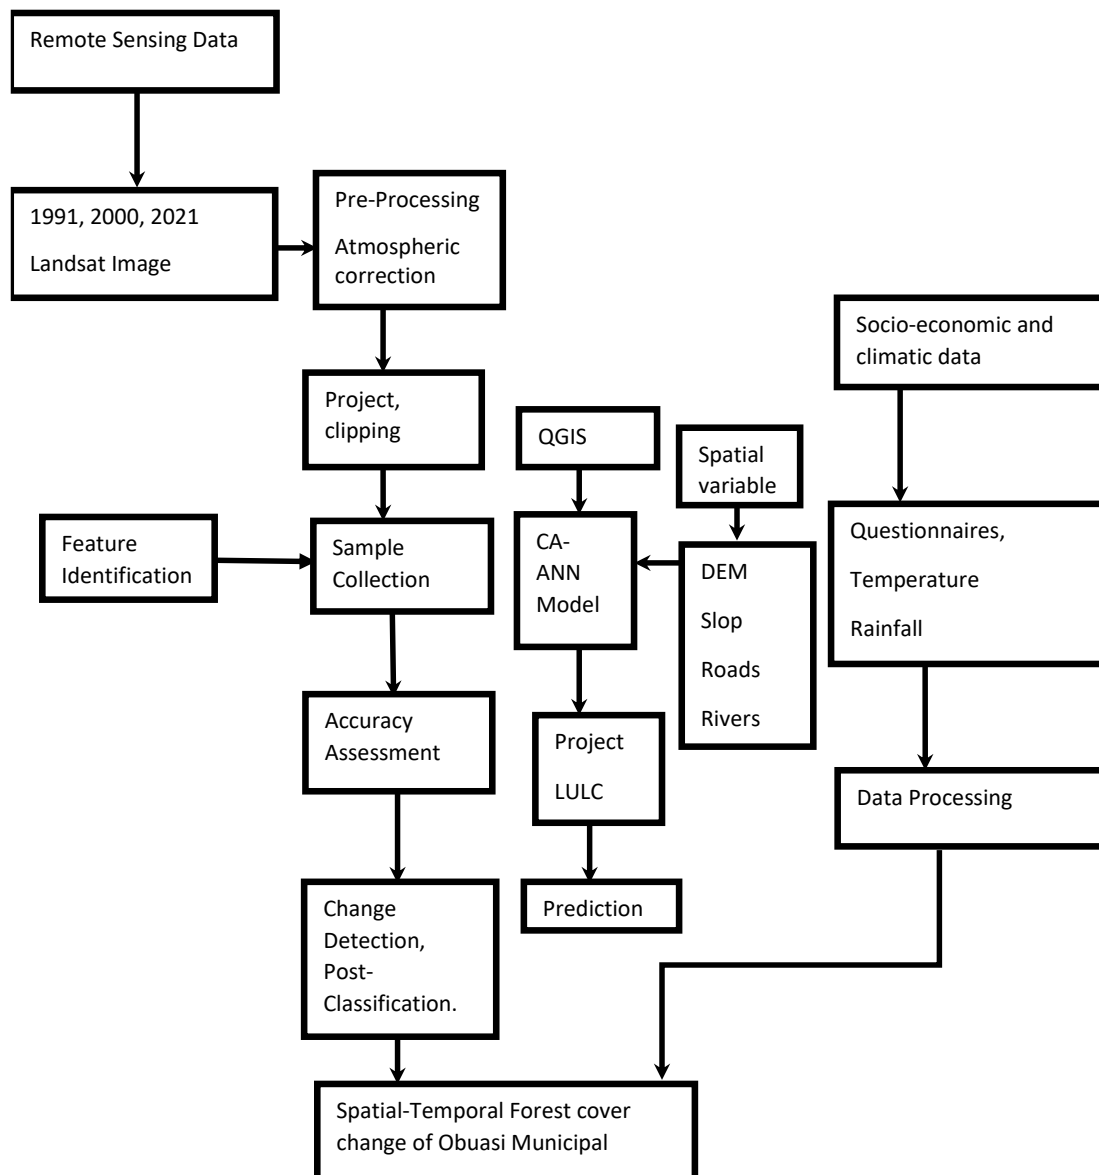 Remote Sensing Data
1991, 2000, 2021
Landsat Image
Pre-Processing
Atmospheric
correction
Socio-economic and
climatic data
Project,
clipping
QGIS
Spatial
variable
Feature
Identification
Sample
Collection
CA-
ANN
Model
DEM
Slop
Roads
Rivers
Questionnaires,
Temperature
Rainfall
Accuracy
Assessment
Project
LULC
Data Processing
Change
Detection,
Post-
Classification.
Prediction
Spatial-Temporal Forest cover
change of Obuasi Municipal